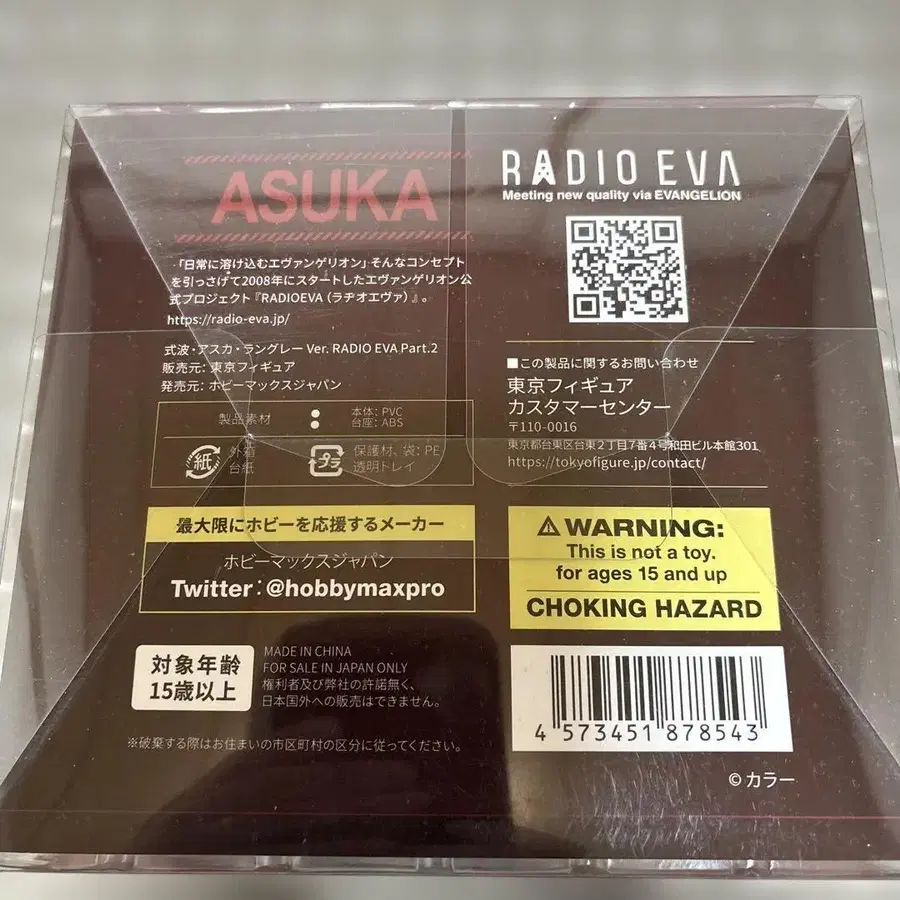 ASUKA
「日常に溶け込むエヴァンゲリオン」そんなコンセプト
を引っさげて2008年にスタートしたエヴァンゲリオン公
式プロジェクト『RADIOEVA（ラヂオエヴァ）』。
https://radio-eva.jp/
式波・アスカ・ラングレー Ver. RADIO EVA Part.2
販売元: 東京フィギュア
発売元: ホビーマックスジャパン
製品素材
本体: PVC
台座: ABS
紙
外箱
台紙
プラ
保護材、袋: PE
透明トレイ
最大限にホビーを応援するメーカー
ホビーマックスジャパン
Twitter: @hobbymaxpro
対象年齢
15歳以上
MADE IN CHINA
FOR SALE IN JAPAN ONLY
権利者及び弊社の許諾無く、
日本国外への販売はできません。
※破棄する際はお住まいの市区町村の区分に従ってください。
RADIO EVA
Meeting new quality via EVANGELION
■この製品に関するお問い合わせ
東京フィギュア
カスタマーセンター
〒110-0016
東京都台東区台東2丁目7番4号和田ビル本館301
https://tokyofigure.jp/contact/
⚠WARNING:
This is not a toy.
for ages 15 and up
CHOKING HAZARD
4 573451 878543
©カラー